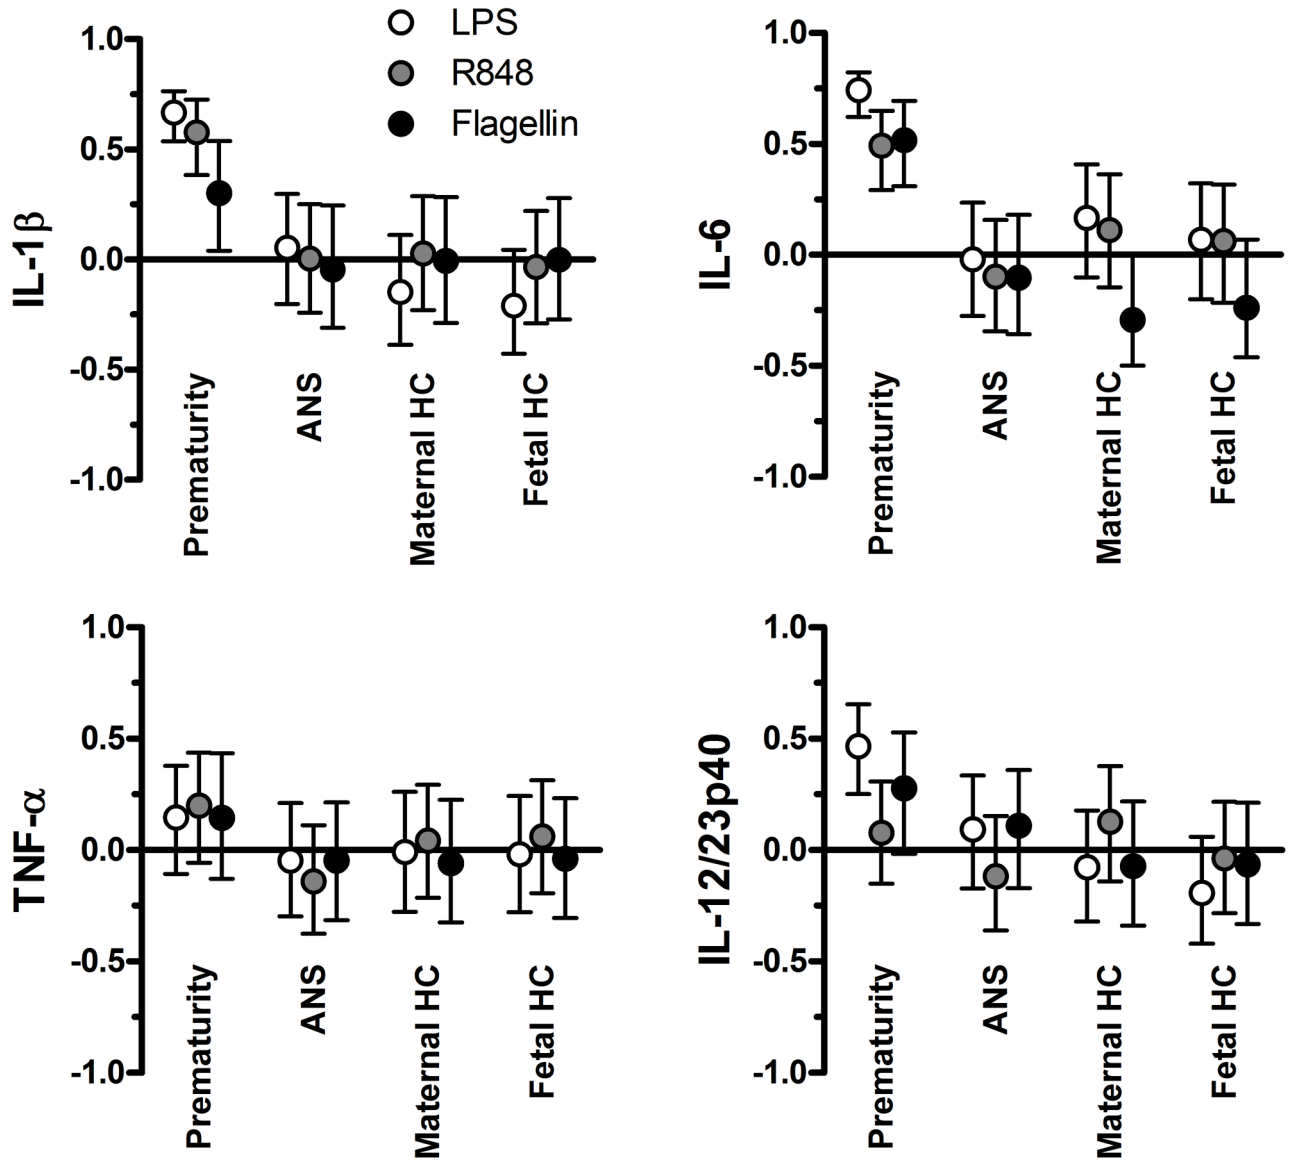 LPS
R848
Flagellin
IL-1β
1.0
0.5
0.0
-0.5
-1.0
Prematurity
ANS
Maternal HC
Fetal HC
IL-6
1.0
0.5
0.0
-0.5
-1.0
Prematurity
ANS
Maternal HC
Fetal HC
TNF-α
1.0
0.5
0.0
-0.5
-1.0
Prematurity
ANS
Maternal HC
Fetal HC
IL-12/23p40
1.0
0.5
0.0
-0.5
-1.0
Prematurity
ANS
Maternal HC
Fetal HC